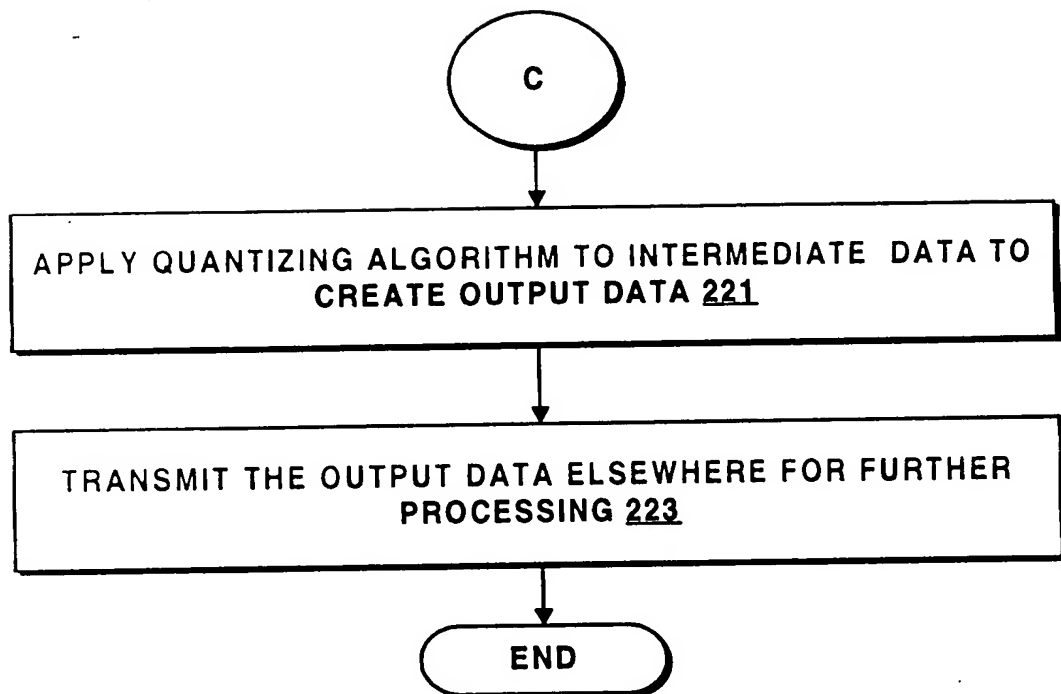 C
APPLY QUANTIZING ALGORITHM TO INTERMEDIATE DATA TO
CREATE OUTPUT DATA 221
TRANSMIT THE OUTPUT DATA ELSEWHERE FOR FURTHER
PROCESSING 223
END